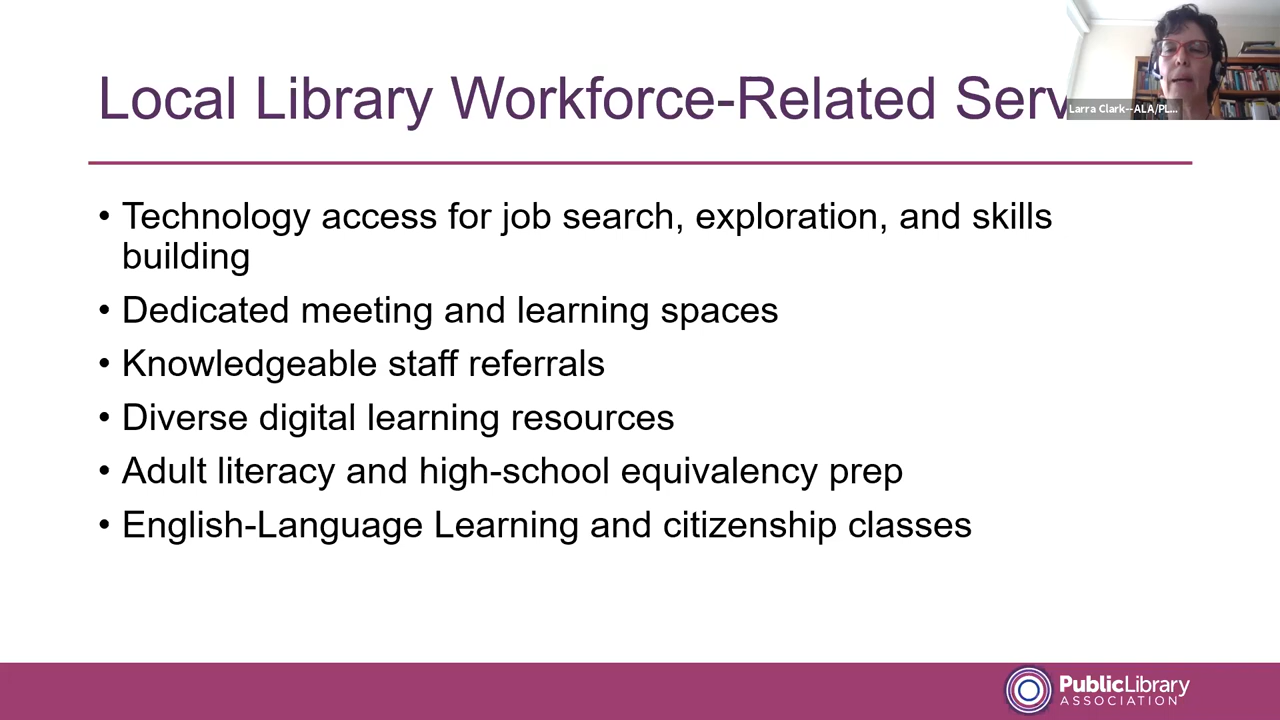 Local Library Workforce-Related Serv
Larra Clark--ALA/PL...
• Technology access for job search, exploration, and skills
building
• Dedicated meeting and learning spaces
• Knowledgeable staff referrals
• Diverse digital learning resources
• Adult literacy and high-school equivalency prep
• English-Language Learning and citizenship classes
PublicLibrary
ASSOCIATION